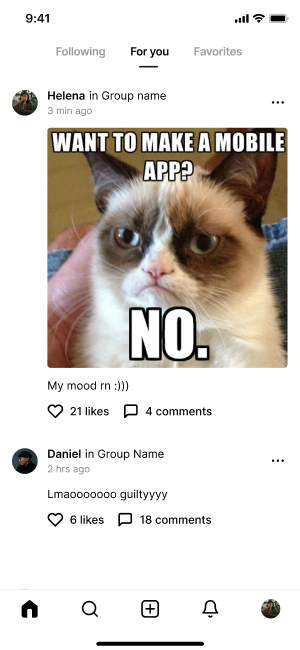 9:41
Following For you Favorites
Helena in Group name
3 min ago
WANT TO MAKE A MOBILE
APP?
NO.
My mood rn :)))
21 likes 4 comments
Daniel in Group Name
2 hrs ago
Lmaooooooo guiltyyyy
6 likes 18 comments